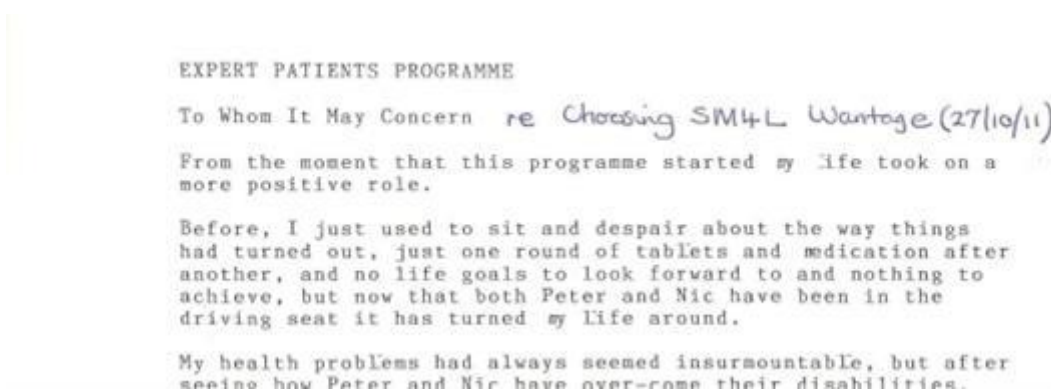 EXPERT PATIENTS PROGRAMME
To Whom It May Concern re Choosing SM4L Wantage (27/10/11)
From the moment that this programme started my life took on a
more positive role.
Before, I just used to sit and despair about the way things
had turned out, just one round of tablets and medication after
another, and no life goals to look forward to and nothing to
achieve, but now that both Peter and Nic have been in the
driving seat it has turned my life around.
My health problems had always seemed insurmountable, but after
seeing how Peter and Nic have over-come their disabilities,